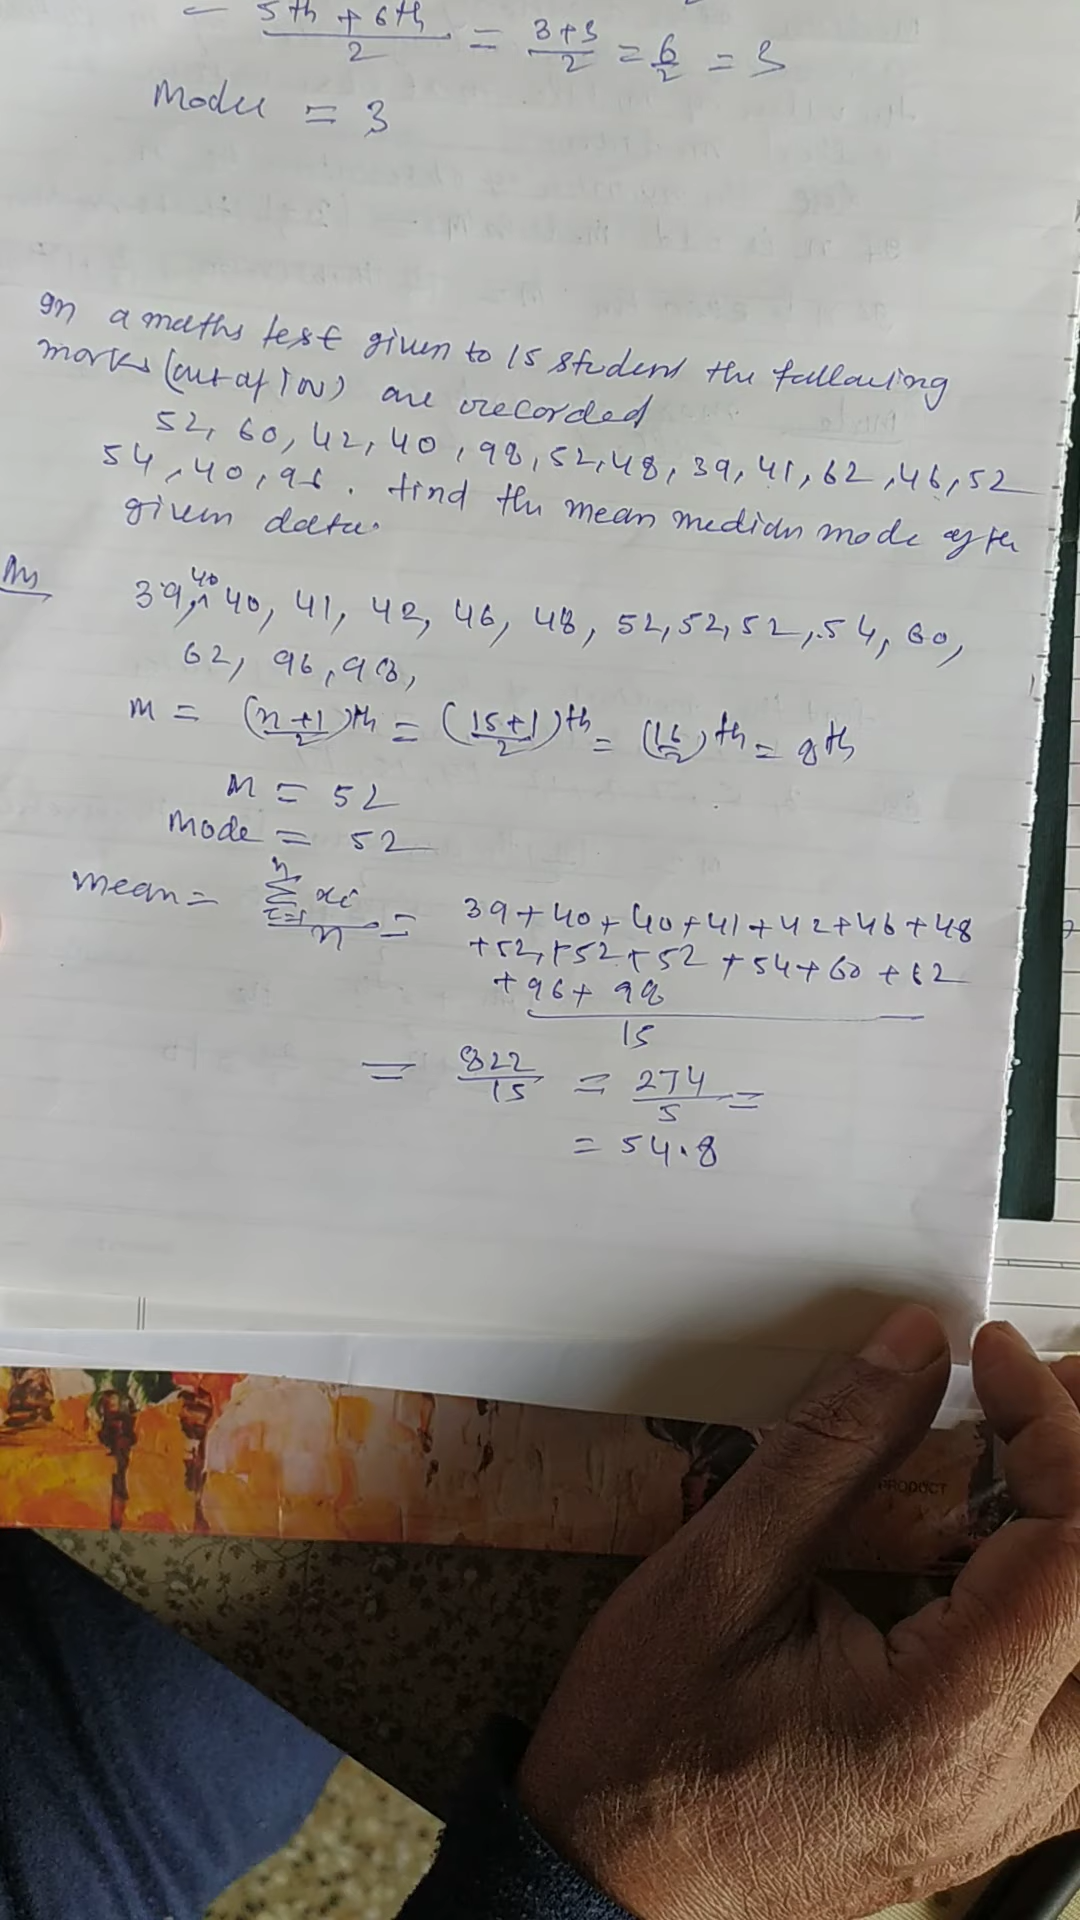 = 5th + 6th / 2 = 3+3 / 2 = 6/2 = 3
Mode = 3
In a maths test given to 15 student the following
marks (out of 100) are recorded
52, 60, 42, 40, 98, 52, 48, 39, 41, 62, 46, 52
54, 40, 96. find the mean median mode of the
given data.
Ans
39, 40, 40, 41, 42, 46, 48, 52, 52, 52, 54, 60,
62, 96, 98,
M = (n+1 / 2)th = (15+1 / 2)th = (16/2)th = 8th
M = 52
Mode = 52
mean = n Σ i=1 xi / n = 39+40+40+41+42+46+48
+52+52+52+54+60+62
+96+98
15
= 822/15 = 274/5 =
= 54.8
PRODUCT